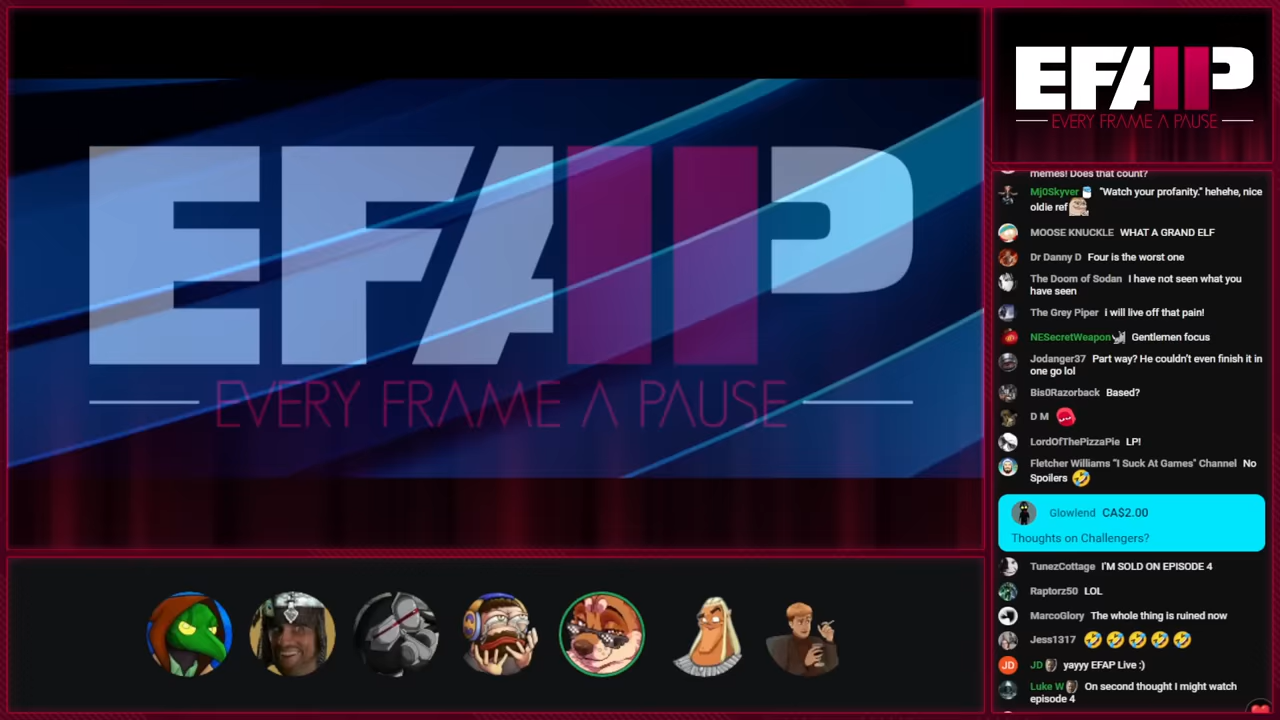 EFAP
EVERY FRAME A PAUSE
EFAP
EVERY FRAME A PAUSE
memes! Does that count?
Mj0Skyver "Watch your profanity." hehehe, nice
oldie ref
MOOSE KNUCKLE WHAT A GRAND ELF
Dr Danny D Four is the worst one
The Doom of Sodan I have not seen what you
have seen
The Grey Piper i will live off that pain!
NESecretWeapon Gentlemen focus
Jodanger37 Part way? He couldn't even finish it in
one go lol
Bis0Razorback Based?
D M
LordOfThePizzaPie LP!
Fletcher Williams "I Suck At Games" Channel No
Spoilers 🤣
Glowlend CA$2.00
Thoughts on Challengers?
TunezCottage I'M SOLD ON EPISODE 4
Raptorz50 LOL
MarcoGlory The whole thing is ruined now
Jess1317 🤣 🤣 🤣 🤣 🤣
JD JD yayyy EFAP Live :)
Luke W On second thought I might watch
episode 4